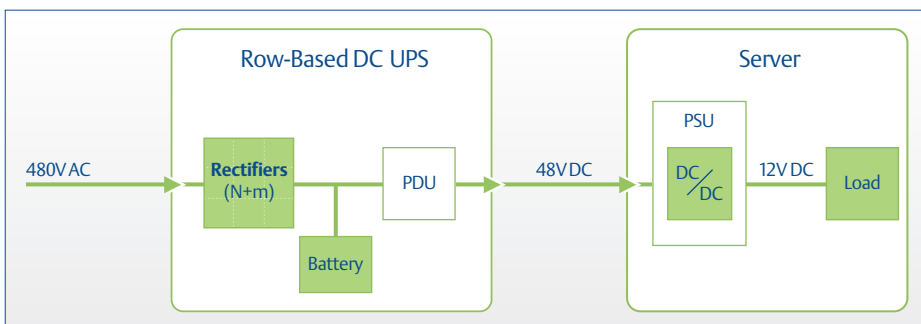 Row-Based DC UPS
Server
480V AC
Rectifiers
(N+m)
Battery
PDU
48V DC
PSU
DC/DC
12V DC
Load